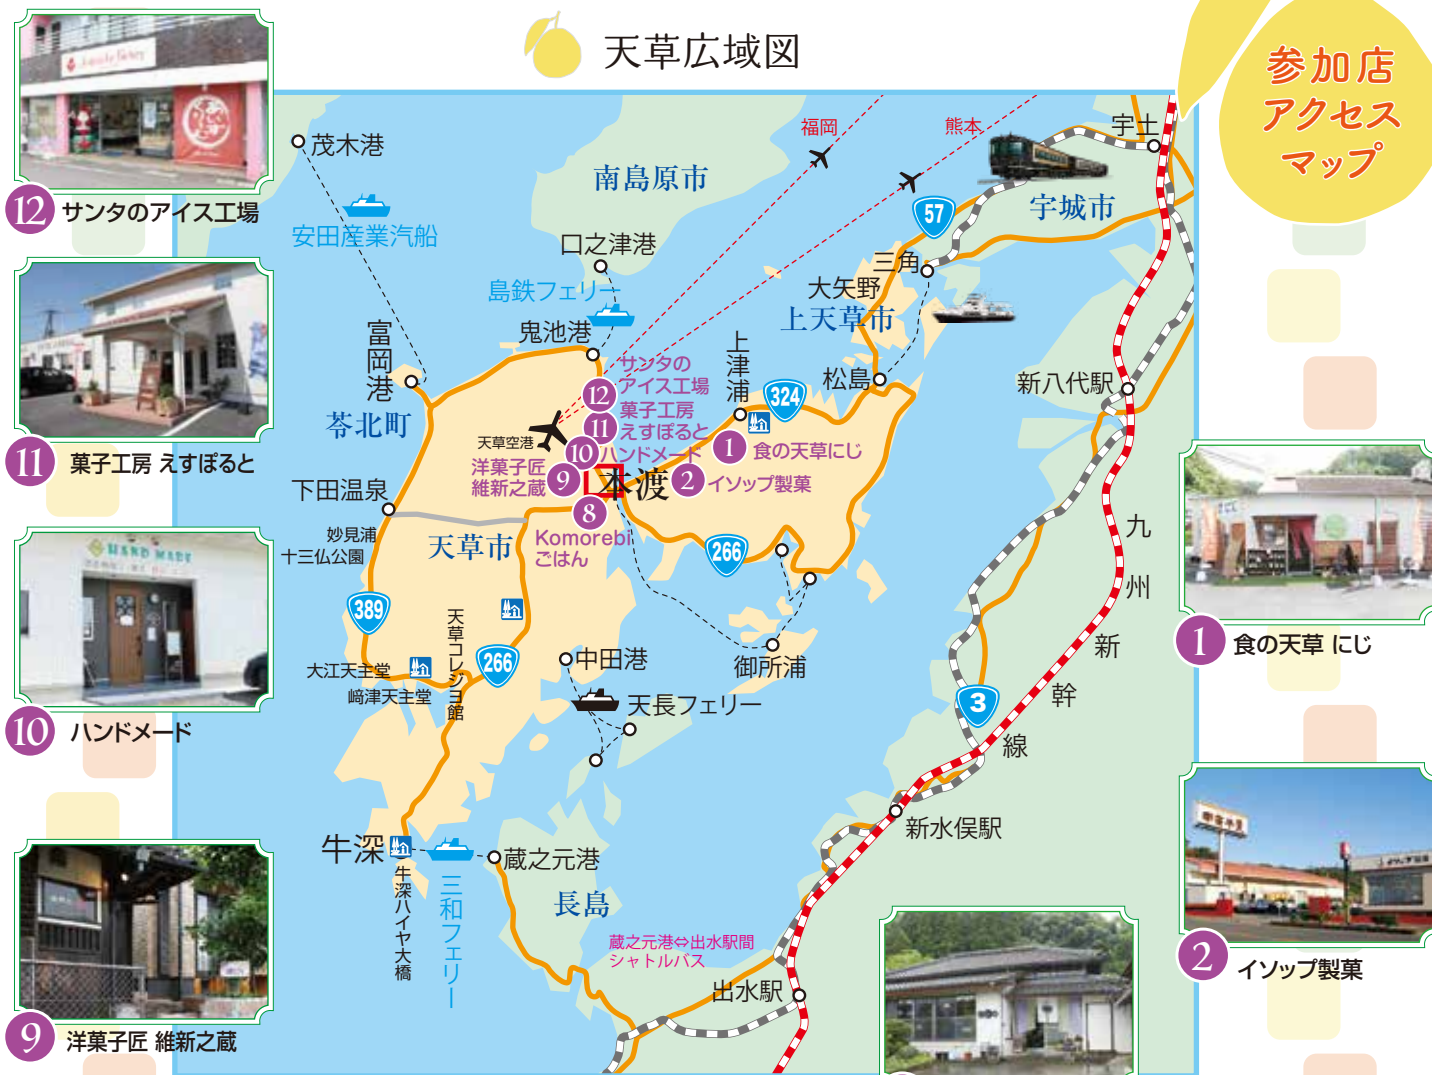 天草広域図
参加店
アクセス
マップ
12 サンタのアイス工場
11 菓子工房 えすぽると
HAND MADE
10 ハンドメード
9 洋菓子匠 維新之蔵
1 食の天草 にじ
2 イソップ製菓
茂木港
安田産業汽船
南島原市
口之津港
島鉄フェリー
鬼池港
富岡港
苓北町
福岡
熊本
宇土
宇城市
57
三角
大矢野
上天草市
上津浦
324
松島
新八代駅
サンタの
アイス工場
12
菓子工房
えすぽると
11
ハンドメード
10
天草空港
洋菓子匠
維新之蔵
9
本渡
1 食の天草にじ
2 イソップ製菓
8
Komorebi
ごはん
下田温泉
妙見浦
十三仏公園
天草市
266
389
天草コレジヨ館
266
大江天主堂
﨑津天主堂
中田港
天長フェリー
御所浦
九州新幹線
3
新水俣駅
牛深
牛深ハイヤ大橋
三和フェリー
蔵之元港
長島
蔵之元港⇔出水駅間
シャトルバス
出水駅